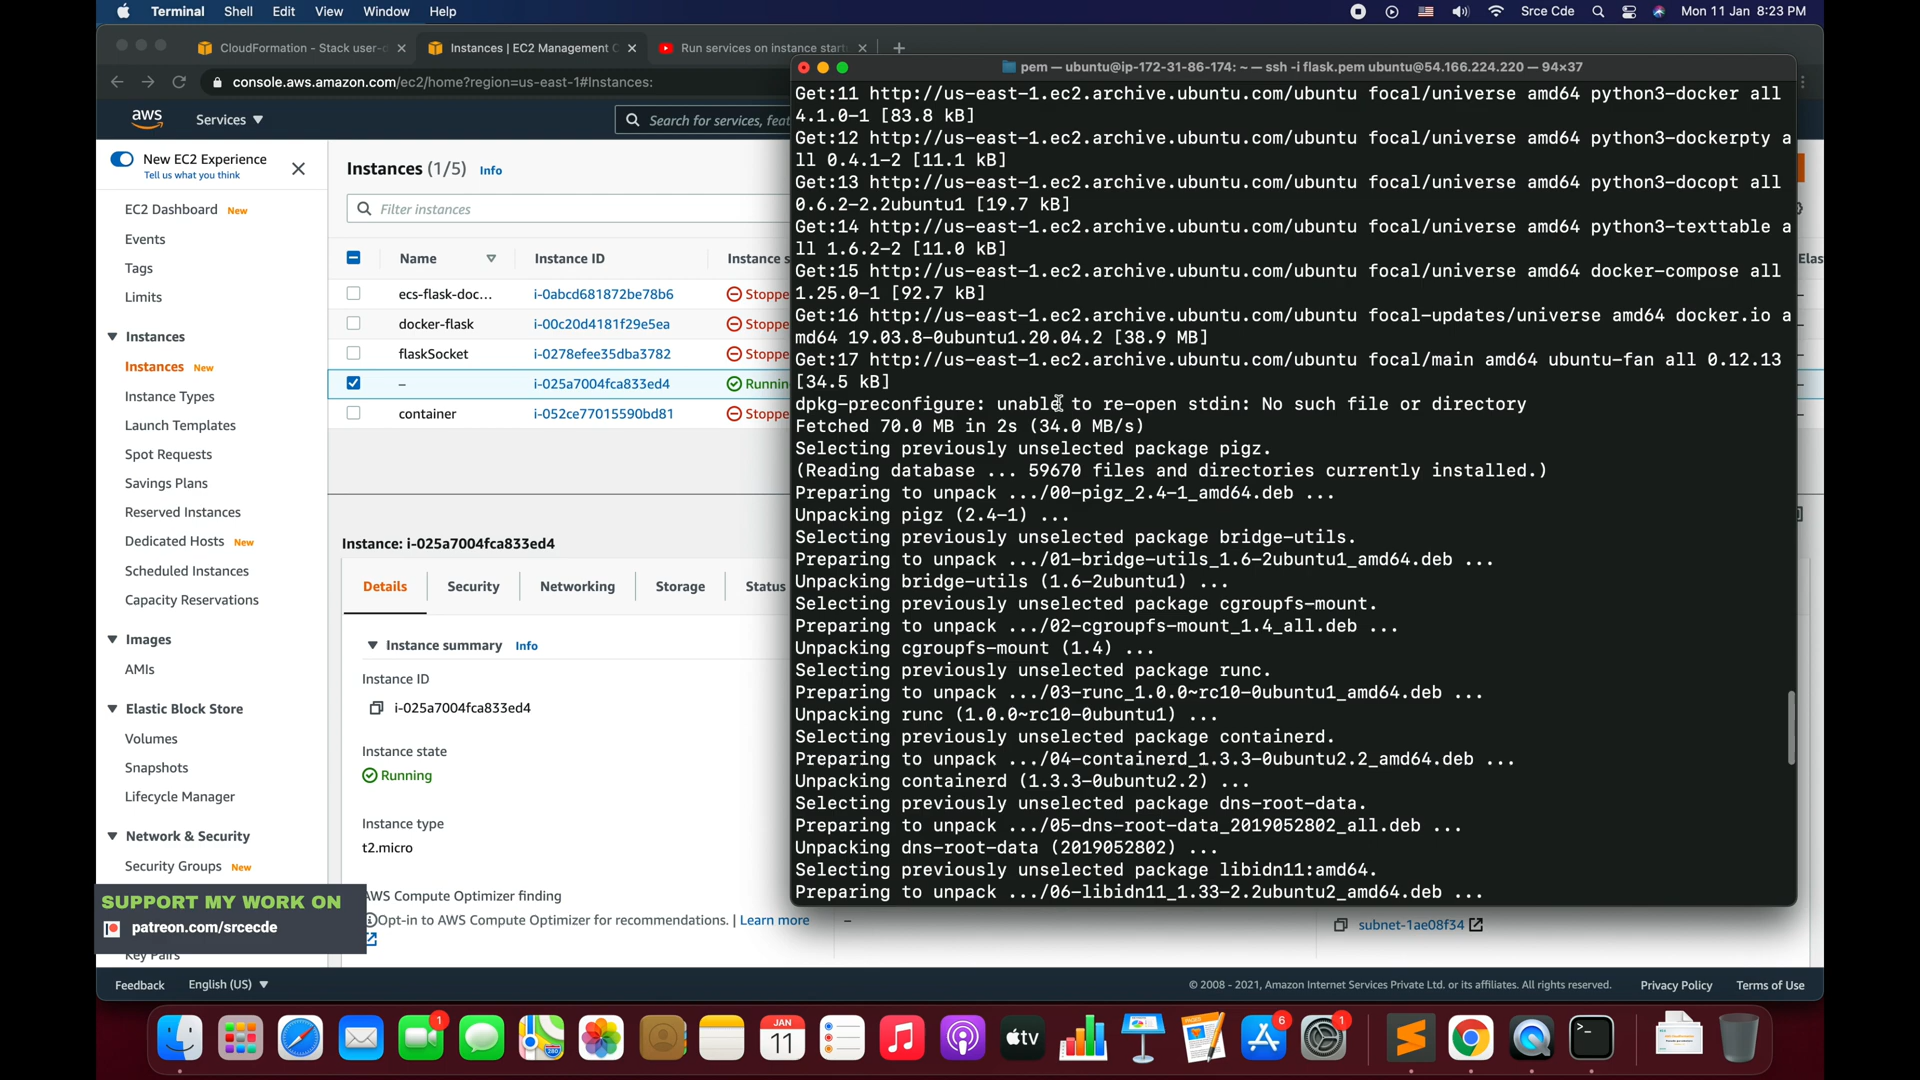 Terminal Shell Edit View Window Help
Srce Cde Mon 11 Jan 8:23 PM
CloudFormation - Stack user-
Instances | EC2 Management
Run services on instance start
console.aws.amazon.com/ec2/home?region=us-east-1#Instances:
aws Services
Search for services, feat
New EC2 Experience
Tell us what you think
EC2 Dashboard New
Events
Tags
Limits
Instances
Instances New
Instance Types
Launch Templates
Spot Requests
Savings Plans
Reserved Instances
Dedicated Hosts New
Scheduled Instances
Capacity Reservations
Images
AMIs
Elastic Block Store
Volumes
Snapshots
Lifecycle Manager
Network & Security
Security Groups New
SUPPORT MY WORK ON
patreon.com/srcecde
Key Pairs
Instances (1/5) Info
Filter instances
Name Instance ID Instance s
ecs-flask-doc... i-0abcd681872be78b6 Stoppe
docker-flask i-00c20d4181f29e5ea Stoppe
flaskSocket i-0278efee35dba3782 Stoppe
– i-025a7004fca833ed4 Runnin
container i-052ce77015590bd81 Stoppe
Elas
Instance: i-025a7004fca833ed4
Details Security Networking Storage Status
Instance summary Info
Instance ID
i-025a7004fca833ed4
Instance state
Running
Instance type
t2.micro
AWS Compute Optimizer finding
Opt-in to AWS Compute Optimizer for recommendations. | Learn more
–
subnet-1ae08f34
pem — ubuntu@ip-172-31-86-174: ~ — ssh -i flask.pem ubuntu@54.166.224.220 — 94×37
Get:11 http://us-east-1.ec2.archive.ubuntu.com/ubuntu focal/universe amd64 python3-docker all
4.1.0-1 [83.8 kB]
Get:12 http://us-east-1.ec2.archive.ubuntu.com/ubuntu focal/universe amd64 python3-dockerpty a
ll 0.4.1-2 [11.1 kB]
Get:13 http://us-east-1.ec2.archive.ubuntu.com/ubuntu focal/universe amd64 python3-docopt all
0.6.2-2.2ubuntu1 [19.7 kB]
Get:14 http://us-east-1.ec2.archive.ubuntu.com/ubuntu focal/universe amd64 python3-texttable a
ll 1.6.2-2 [11.0 kB]
Get:15 http://us-east-1.ec2.archive.ubuntu.com/ubuntu focal/universe amd64 docker-compose all
1.25.0-1 [92.7 kB]
Get:16 http://us-east-1.ec2.archive.ubuntu.com/ubuntu focal-updates/universe amd64 docker.io a
md64 19.03.8-0ubuntu1.20.04.2 [38.9 MB]
Get:17 http://us-east-1.ec2.archive.ubuntu.com/ubuntu focal/main amd64 ubuntu-fan all 0.12.13
[34.5 kB]
dpkg-preconfigure: unable to re-open stdin: No such file or directory
Fetched 70.0 MB in 2s (34.0 MB/s)
Selecting previously unselected package pigz.
(Reading database ... 59670 files and directories currently installed.)
Preparing to unpack .../00-pigz_2.4-1_amd64.deb ...
Unpacking pigz (2.4-1) ...
Selecting previously unselected package bridge-utils.
Preparing to unpack .../01-bridge-utils_1.6-2ubuntu1_amd64.deb ...
Unpacking bridge-utils (1.6-2ubuntu1) ...
Selecting previously unselected package cgroupfs-mount.
Preparing to unpack .../02-cgroupfs-mount_1.4_all.deb ...
Unpacking cgroupfs-mount (1.4) ...
Selecting previously unselected package runc.
Preparing to unpack .../03-runc_1.0.0~rc10-0ubuntu1_amd64.deb ...
Unpacking runc (1.0.0~rc10-0ubuntu1) ...
Selecting previously unselected package containerd.
Preparing to unpack .../04-containerd_1.3.3-0ubuntu2.2_amd64.deb ...
Unpacking containerd (1.3.3-0ubuntu2.2) ...
Selecting previously unselected package dns-root-data.
Preparing to unpack .../05-dns-root-data_2019052802_all.deb ...
Unpacking dns-root-data (2019052802) ...
Selecting previously unselected package libidn11:amd64.
Preparing to unpack .../06-libidn11_1.33-2.2ubuntu2_amd64.deb ...
Feedback English (US)
© 2008 - 2021, Amazon Internet Services Private Ltd. or its affiliates. All rights reserved. Privacy Policy Terms of Use
1
JAN
11
tv
6
1